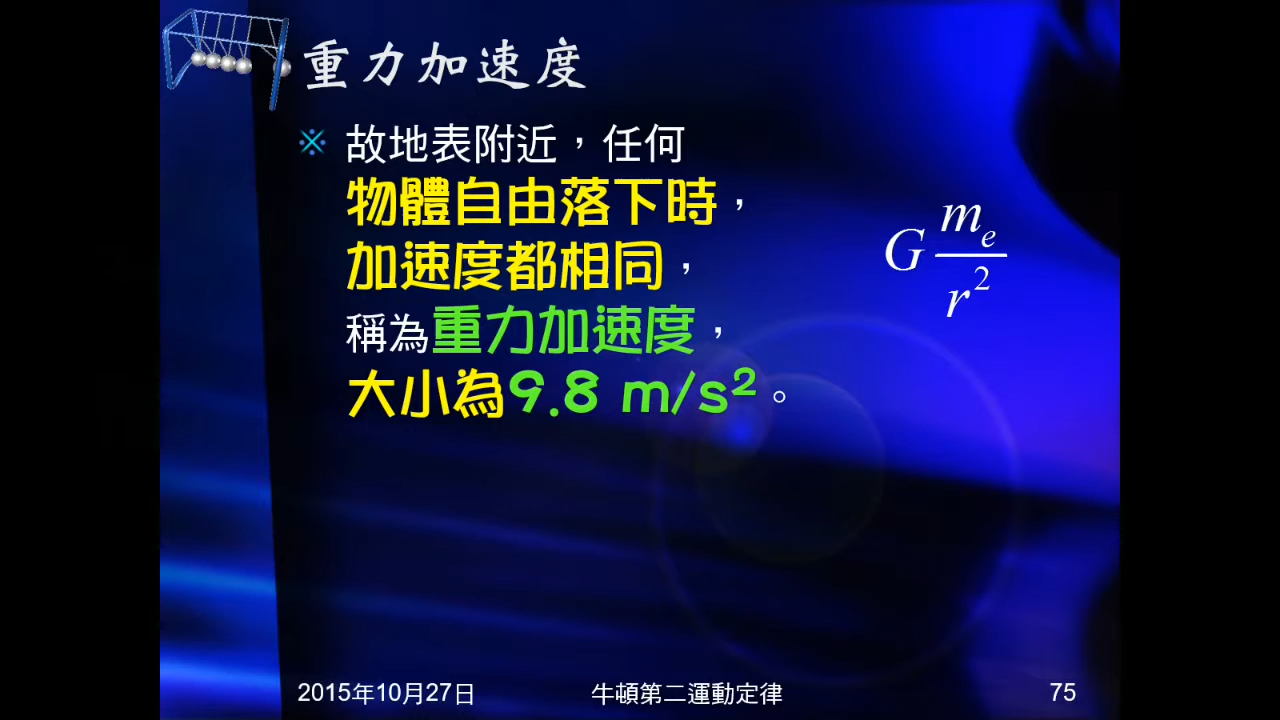 重力加速度
※ 故地表附近，任何
物體自由落下時，
加速度都相同，
稱為重力加速度，
大小為9.8 m/s²。
G mₑ / r²
2015年10月27日
牛頓第二運動定律
75